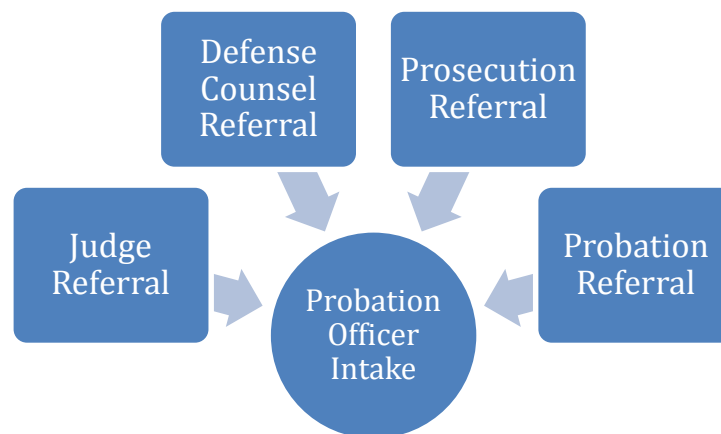 Defense
Counsel
Referral
Prosecution
Referral
Judge
Referral
Probation
Referral
Probation
Officer
Intake